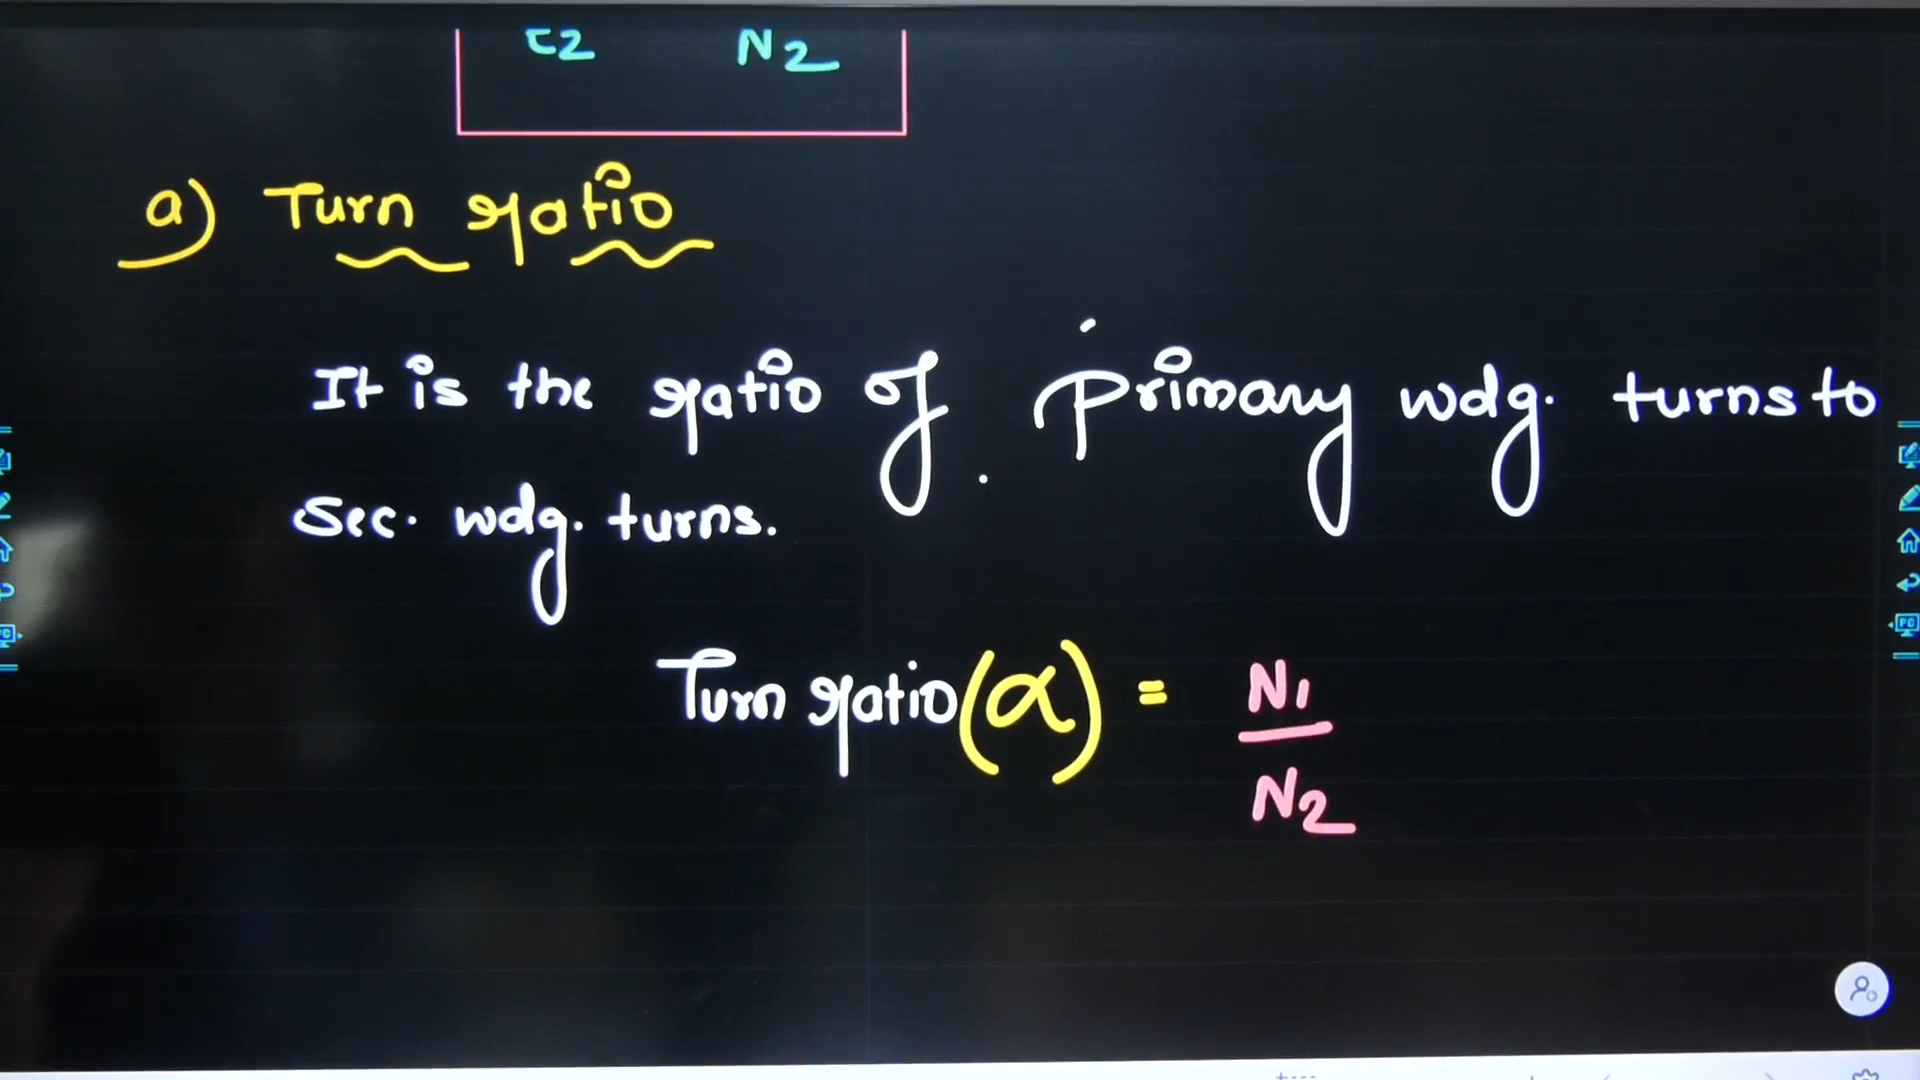 E2 N2
a) Turn ratio
It is the ratio of primary wdg. turns to
sec. wdg. turns.
Turn ratio (α) = N1
N2